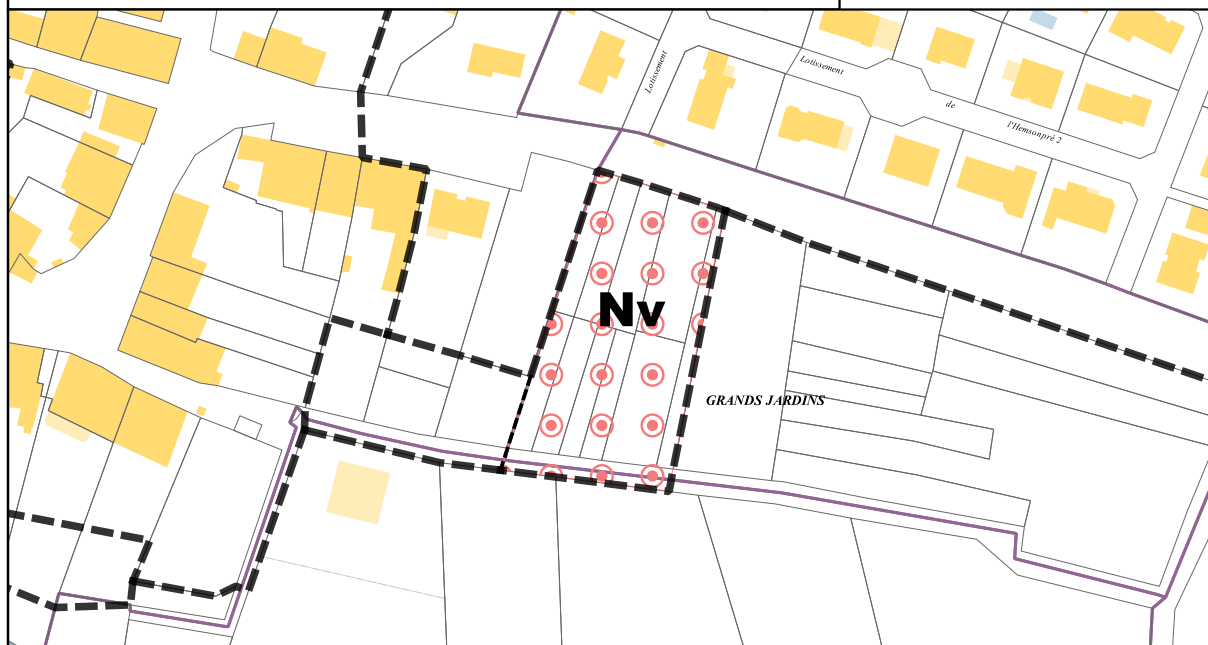 Lotissement
Lotissement
de
l'Hemsonpré 2
Nv
GRANDS JARDINS